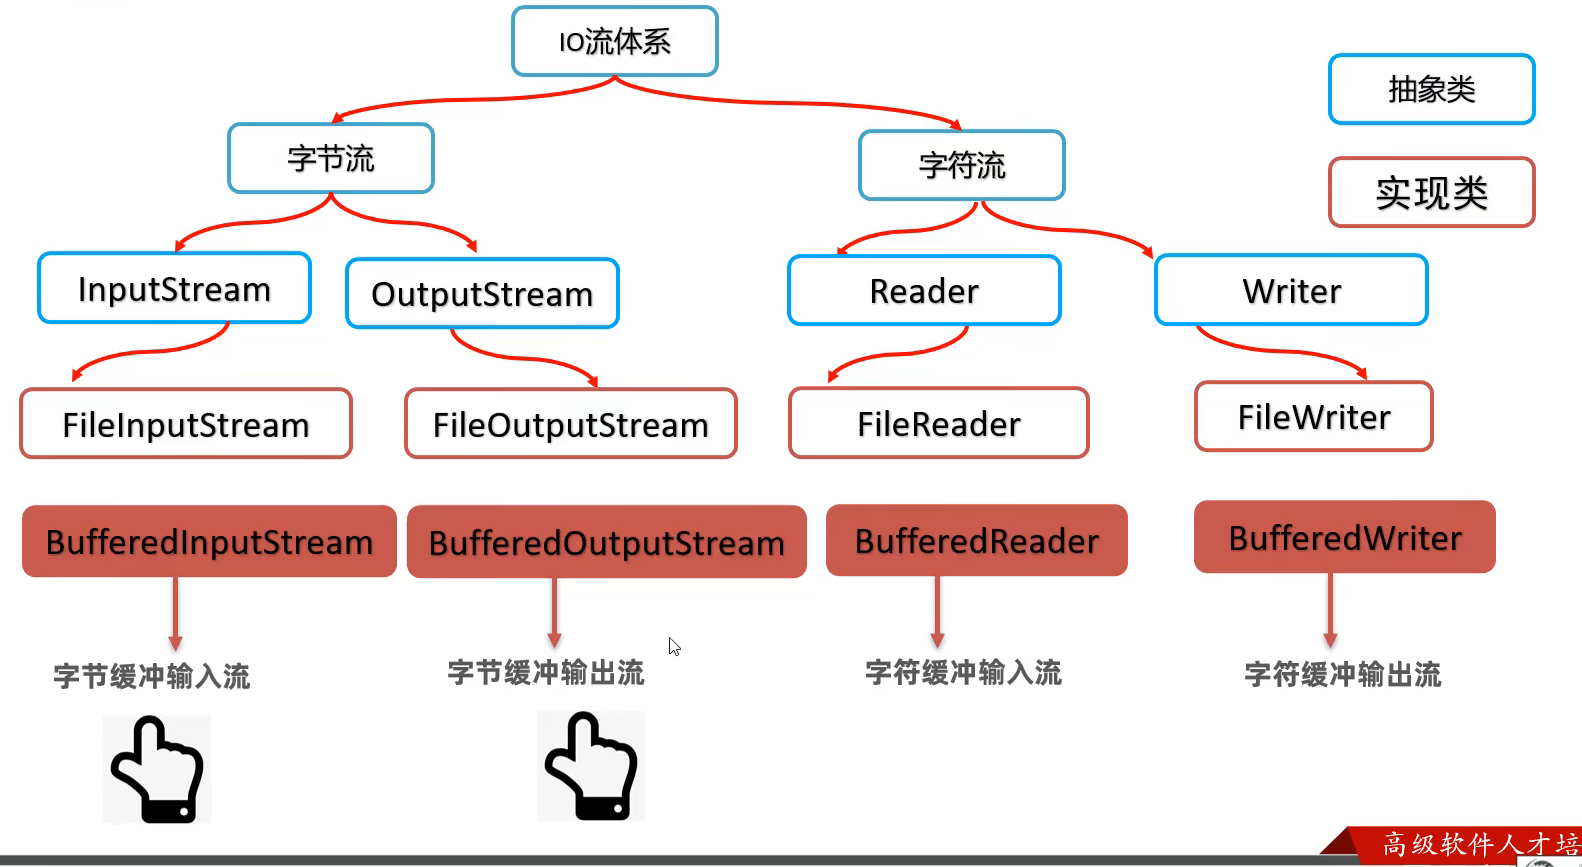 IO流体系
抽象类
字节流
字符流
实现类
InputStream
OutputStream
Reader
Writer
FileInputStream
FileOutputStream
FileReader
FileWriter
BufferedInputStream
BufferedOutputStream
BufferedReader
BufferedWriter
字节缓冲输入流
字节缓冲输出流
字符缓冲输入流
字符缓冲输出流
高级软件人才培